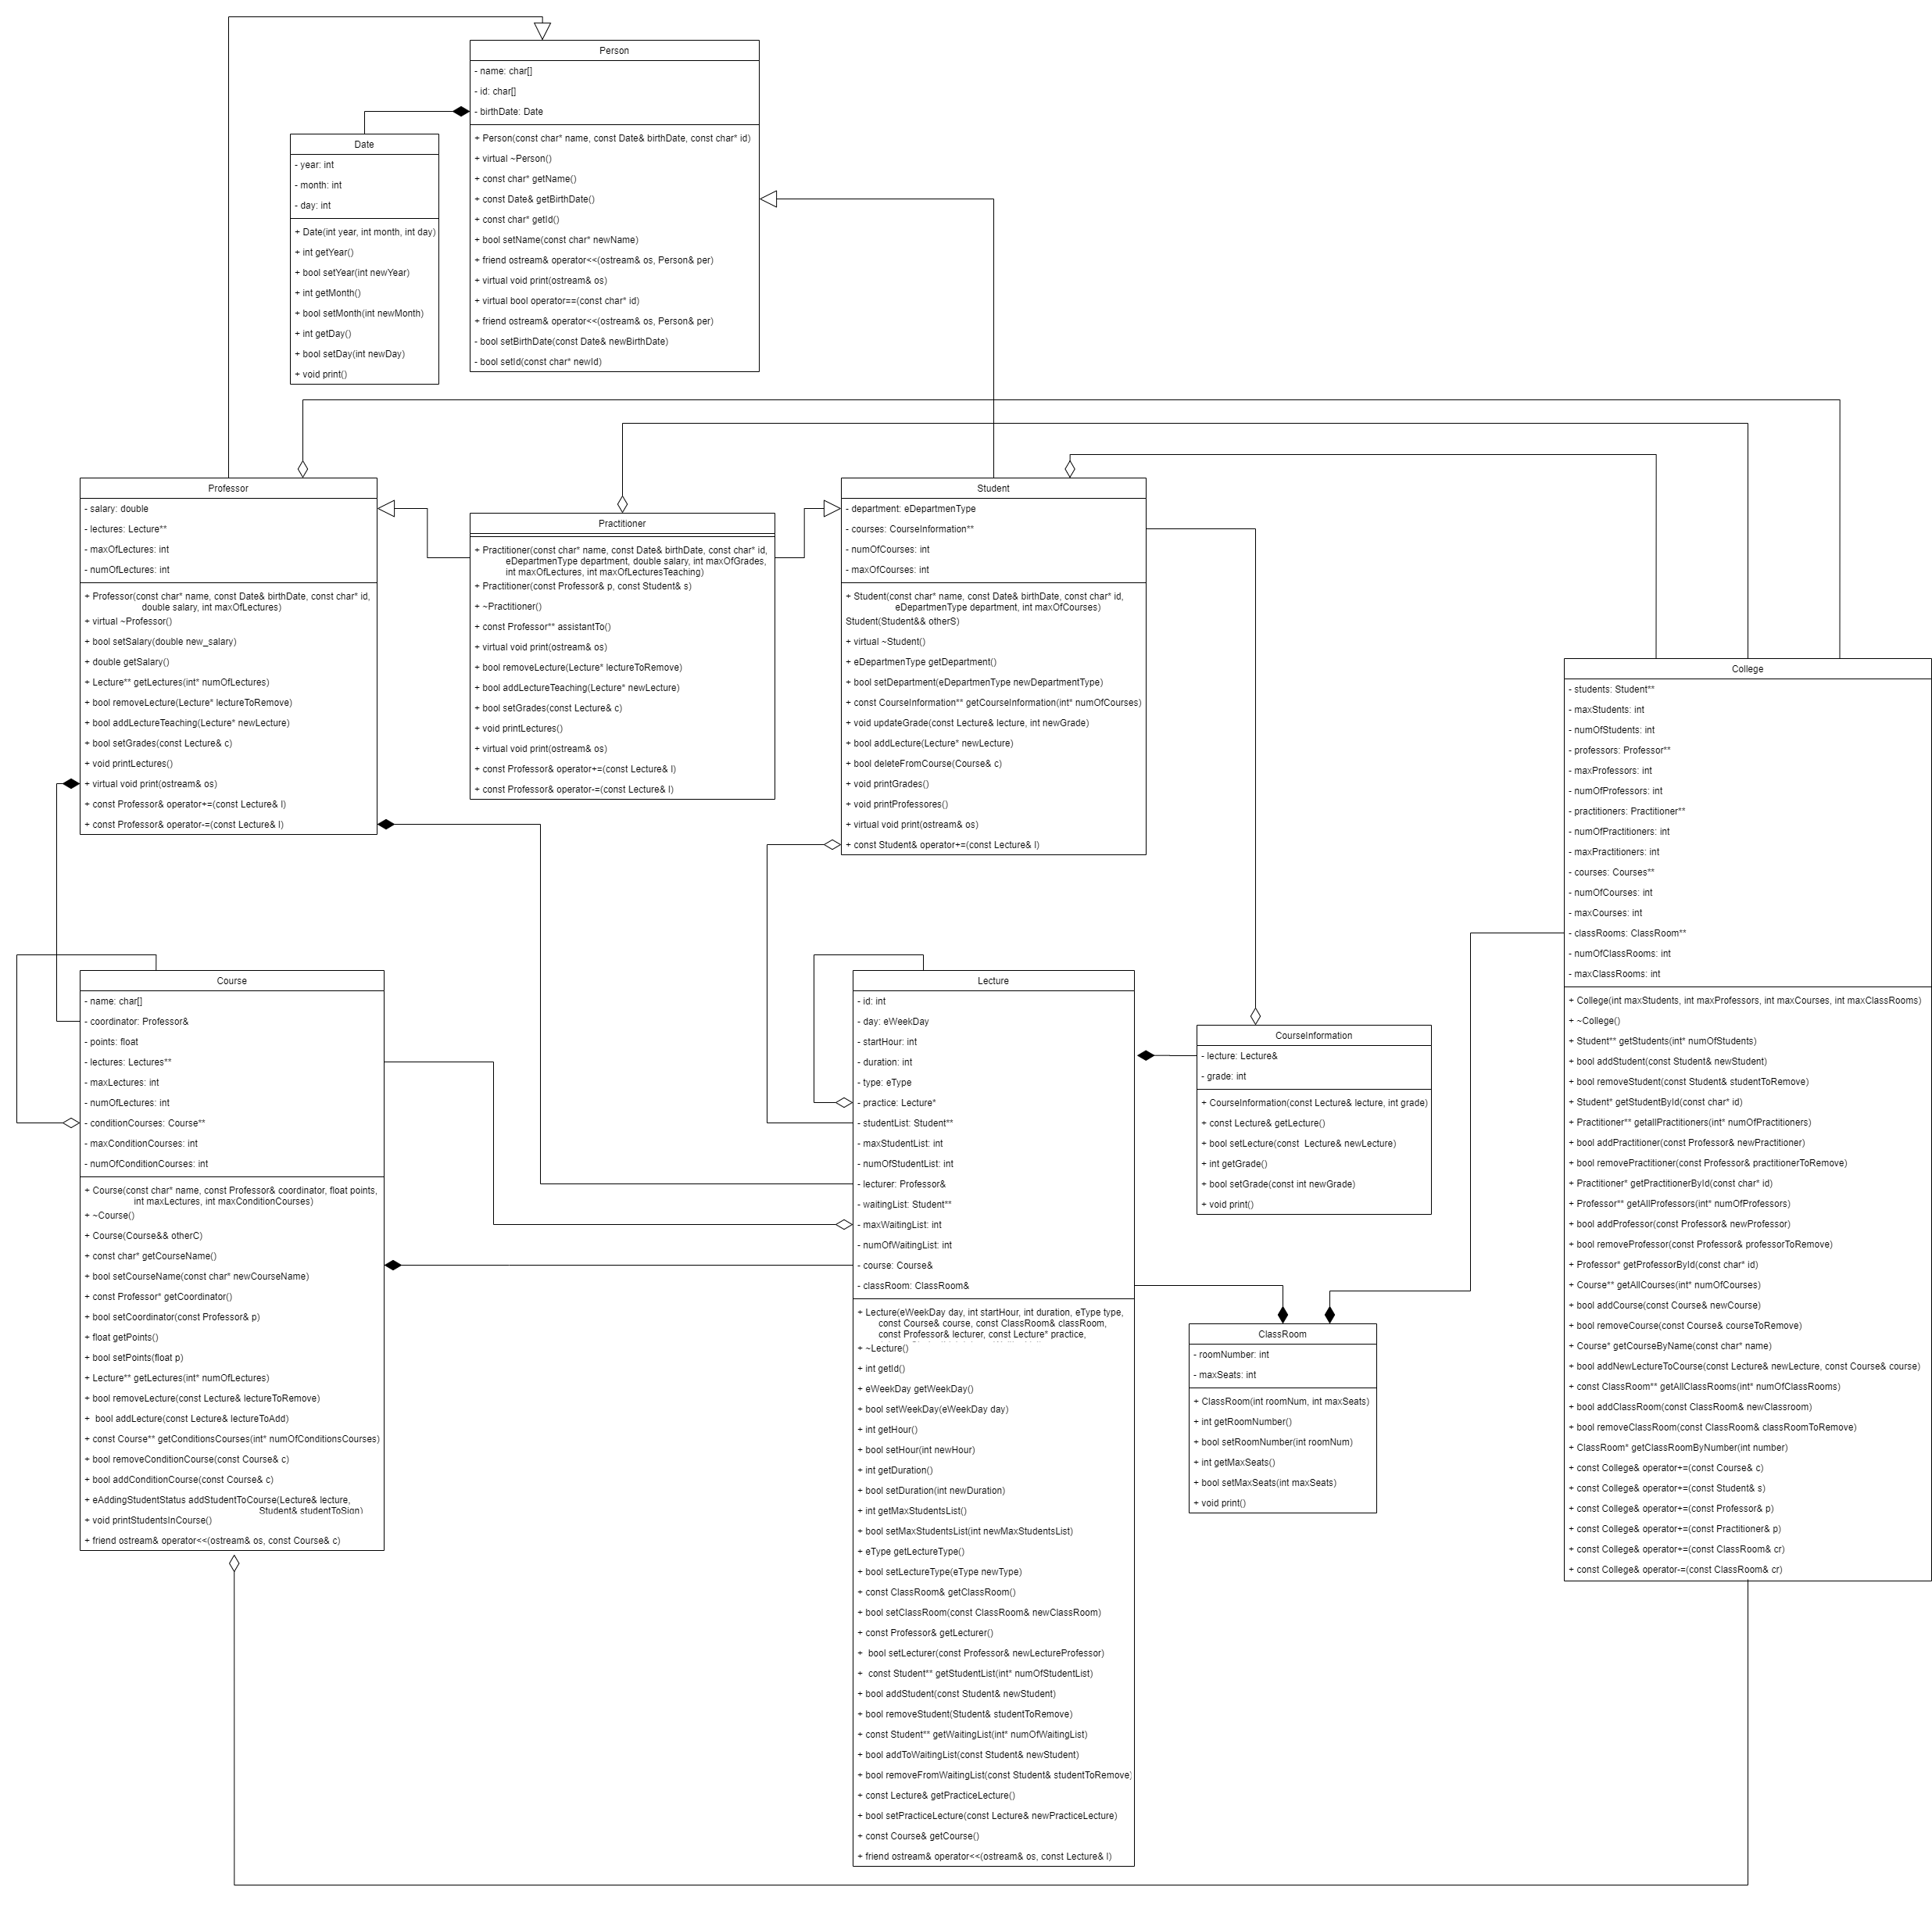 Person
- name: char[]
- id: char[]
- birthDate: Date
+ Person(const char* name, const Date& birthDate, const char* id)
+ virtual ~Person()
+ const char* getName()
+ const Date& getBirthDate()
+ const char* getId()
+ bool setName(const char* newName)
+ friend ostream& operator<<(ostream& os, Person& per)
+ virtual void print(ostream& os)
+ virtual bool operator==(const char* id)
+ friend ostream& operator<<(ostream& os, Person& per)
- bool setBirthDate(const Date& newBirthDate)
- bool setId(const char* newId)
Date
- year: int
- month: int
- day: int
+ Date(int year, int month, int day)
+ int getYear()
+ bool setYear(int newYear)
+ int getMonth()
+ bool setMonth(int newMonth)
+ int getDay()
+ bool setDay(int newDay)
+ void print()
Professor
- salary: double
- lectures: Lecture**
- maxOfLectures: int
- numOfLectures: int
+ Professor(const char* name, const Date& birthDate, const char* id,
double salary, int maxOfLectures)
+ virtual ~Professor()
+ bool setSalary(double new_salary)
+ double getSalary()
+ Lecture** getLectures(int* numOfLectures)
+ bool removeLecture(Lecture* lectureToRemove)
+ bool addLectureTeaching(Lecture* newLecture)
+ bool setGrades(const Lecture& c)
+ void printLectures()
+ virtual void print(ostream& os)
+ const Professor& operator+=(const Lecture& l)
+ const Professor& operator-=(const Lecture& l)
Practitioner
+ Practitioner(const char* name, const Date& birthDate, const char* id,
eDepartmenType department, double salary, int maxOfGrades,
int maxOfLectures, int maxOfLecturesTeaching)
+ Practitioner(const Professor& p, const Student& s)
+ ~Practitioner()
+ const Professor** assistantTo()
+ virtual void print(ostream& os)
+ bool removeLecture(Lecture* lectureToRemove)
+ bool addLectureTeaching(Lecture* newLecture)
+ bool setGrades(const Lecture& c)
+ void printLectures()
+ virtual void print(ostream& os)
+ const Professor& operator+=(const Lecture& l)
+ const Professor& operator-=(const Lecture& l)
Student
- department: eDepartmenType
- courses: CourseInformation**
- numOfCourses: int
- maxOfCourses: int
+ Student(const char* name, const Date& birthDate, const char* id,
eDepartmenType department, int maxOfCourses)
Student(Student&& otherS)
+ virtual ~Student()
+ eDepartmenType getDepartment()
+ bool setDepartment(eDepartmenType newDepartmentType)
+ const CourseInformation** getCourseInformation(int* numOfCourses)
+ void updateGrade(const Lecture& lecture, int newGrade)
+ bool addLecture(Lecture* newLecture)
+ bool deleteFromCourse(Course& c)
+ void printGrades()
+ void printProfessores()
+ virtual void print(ostream& os)
+ const Student& operator+=(const Lecture& l)
College
- students: Student**
- maxStudents: int
- numOfStudents: int
- professors: Professor**
- maxProfessors: int
- numOfProfessors: int
- practitioners: Practitioner**
- numOfPractitioners: int
- maxPractitioners: int
- courses: Courses**
- numOfCourses: int
- maxCourses: int
- classRooms: ClassRoom**
- numOfClassRooms: int
- maxClassRooms: int
+ College(int maxStudents, int maxProfessors, int maxCourses, int maxClassRooms)
+ ~College()
+ Student** getStudents(int* numOfStudents)
+ bool addStudent(const Student& newStudent)
+ bool removeStudent(const Student& studentToRemove)
+ Student* getStudentById(const char* id)
+ Practitioner** getallPractitioners(int* numOfPractitioners)
+ bool addPractitioner(const Professor& newPractitioner)
+ bool removePractitioner(const Professor& practitionerToRemove)
+ Practitioner* getPractitionerById(const char* id)
+ Professor** getAllProfessors(int* numOfProfessors)
+ bool addProfessor(const Professor& newProfessor)
+ bool removeProfessor(const Professor& professorToRemove)
+ Professor* getProfessorById(const char* id)
+ Course** getAllCourses(int* numOfCourses)
+ bool addCourse(const Course& newCourse)
+ bool removeCourse(const Course& courseToRemove)
+ Course* getCourseByName(const char* name)
+ bool addNewLectureToCourse(const Lecture& newLecture, const Course& course)
+ const ClassRoom** getAllClassRooms(int* numOfClassRooms)
+ bool addClassRoom(const ClassRoom& newClassroom)
+ bool removeClassRoom(const ClassRoom& classRoomToRemove)
+ ClassRoom* getClassRoomByNumber(int number)
+ const College& operator+=(const Course& c)
+ const College& operator+=(const Student& s)
+ const College& operator+=(const Professor& p)
+ const College& operator+=(const Practitioner& p)
+ const College& operator+=(const ClassRoom& cr)
+ const College& operator-=(const ClassRoom& cr)
Course
- name: char[]
- coordinator: Professor&
- points: float
- lectures: Lectures**
- maxLectures: int
- numOfLectures: int
- conditionCourses: Course**
- maxConditionCourses: int
- numOfConditionCourses: int
+ Course(const char* name, const Professor& coordinator, float points,
int maxLectures, int maxConditionCourses)
+ ~Course()
+ Course(Course&& otherC)
+ const char* getCourseName()
+ bool setCourseName(const char* newCourseName)
+ const Professor* getCoordinator()
+ bool setCoordinator(const Professor& p)
+ float getPoints()
+ bool setPoints(float p)
+ Lecture** getLectures(int* numOfLectures)
+ bool removeLecture(const Lecture& lectureToRemove)
+ bool addLecture(const Lecture& lectureToAdd)
+ const Course** getConditionsCourses(int* numOfConditionsCourses)
+ bool removeConditionCourse(const Course& c)
+ bool addConditionCourse(const Course& c)
+ eAddingStudentStatus addStudentToCourse(Lecture& lecture,
Student& studentToSign)
+ void printStudentsInCourse()
+ friend ostream& operator<<(ostream& os, const Course& c)
Lecture
- id: int
- day: eWeekDay
- startHour: int
- duration: int
- type: eType
- practice: Lecture*
- studentList: Student**
- maxStudentList: int
- numOfStudentList: int
- lecturer: Professor&
- waitingList: Student**
- maxWaitingList: int
- numOfWaitingList: int
- course: Course&
- classRoom: ClassRoom&
+ Lecture(eWeekDay day, int startHour, int duration, eType type,
const Course& course, const ClassRoom& classRoom,
const Professor& lecturer, const Lecture* practice,
+ ~Lecture()
+ int getId()
+ eWeekDay getWeekDay()
+ bool setWeekDay(eWeekDay day)
+ int getHour()
+ bool setHour(int newHour)
+ int getDuration()
+ bool setDuration(int newDuration)
+ int getMaxStudentsList()
+ bool setMaxStudentsList(int newMaxStudentsList)
+ eType getLectureType()
+ bool setLectureType(eType newType)
+ const ClassRoom& getClassRoom()
+ bool setClassRoom(const ClassRoom& newClassRoom)
+ const Professor& getLecturer()
+ bool setLecturer(const Professor& newLectureProfessor)
+ const Student** getStudentList(int* numOfStudentList)
+ bool addStudent(const Student& newStudent)
+ bool removeStudent(Student& studentToRemove)
+ const Student** getWaitingList(int* numOfWaitingList)
+ bool addToWaitingList(const Student& newStudent)
+ bool removeFromWaitingList(const Student& studentToRemove)
+ const Lecture& getPracticeLecture()
+ bool setPracticeLecture(const Lecture& newPracticeLecture)
+ const Course& getCourse()
+ friend ostream& operator<<(ostream& os, const Lecture& l)
CourseInformation
- lecture: Lecture&
- grade: int
+ CourseInformation(const Lecture& lecture, int grade)
+ const Lecture& getLecture()
+ bool setLecture(const Lecture& newLecture)
+ int getGrade()
+ bool setGrade(const int newGrade)
+ void print()
ClassRoom
- roomNumber: int
- maxSeats: int
+ ClassRoom(int roomNum, int maxSeats)
+ int getRoomNumber()
+ bool setRoomNumber(int roomNum)
+ int getMaxSeats()
+ bool setMaxSeats(int maxSeats)
+ void print()